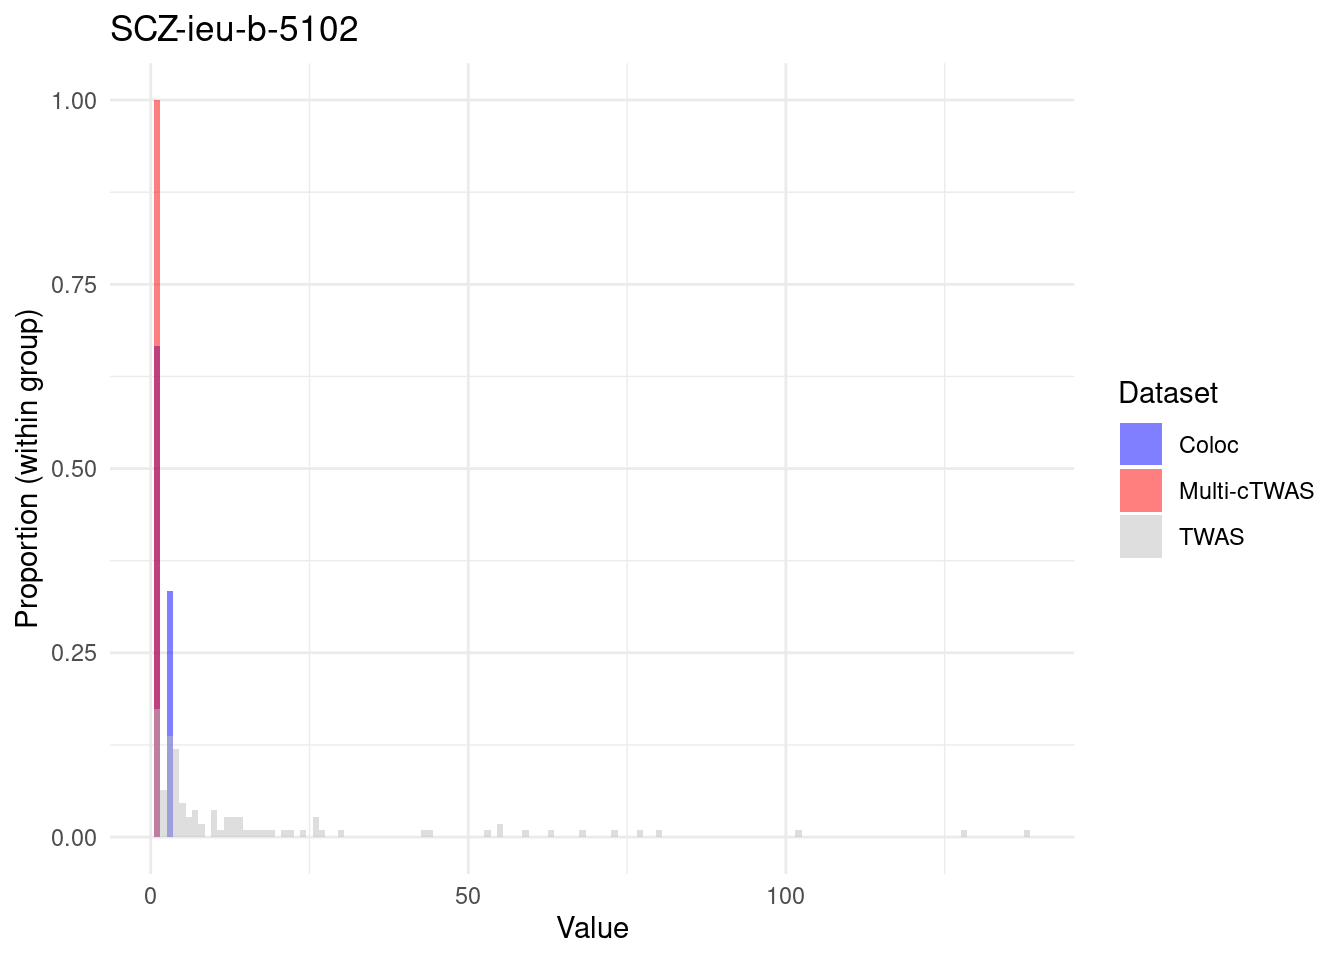 SCZ-ieu-b-5102
1.00
0.75
0.50
0.25
0.00
Proportion (within group)
0
50
100
Value
Dataset
Coloc
Multi-cTWAS
TWAS